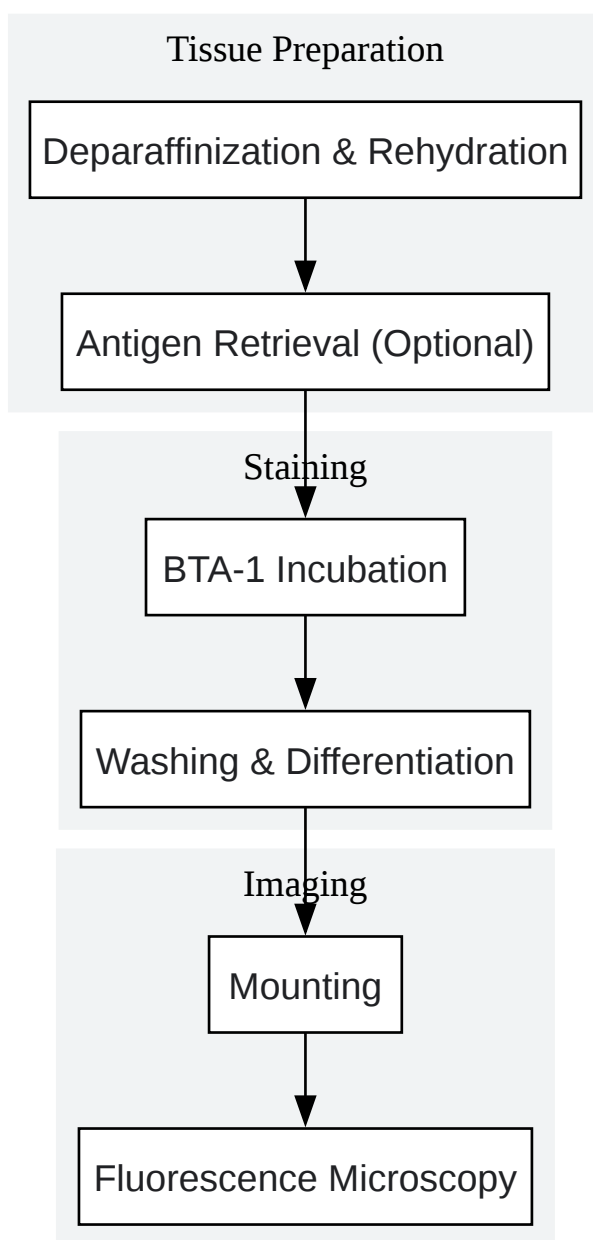 Tissue Preparation
Deparaffinization & Rehydration
Antigen Retrieval (Optional)
Staining
BTA-1 Incubation
Washing & Differentiation
Imaging
Mounting
Fluorescence Microscopy